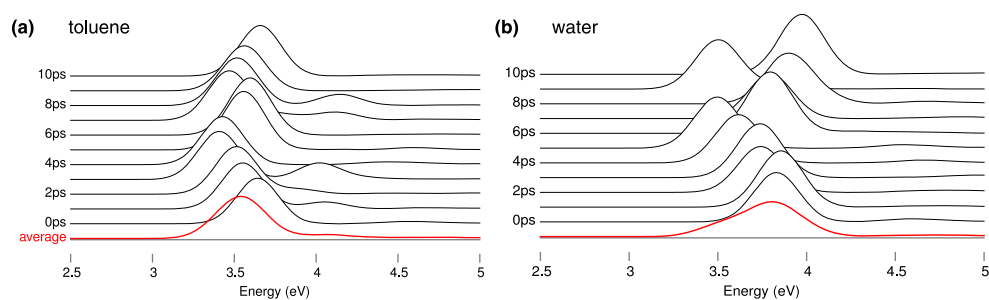 (a) toluene
10ps
8ps
6ps
4ps
2ps
0ps
average
2.5 3 3.5 4 4.5 5
Energy (eV)
(b) water
10ps
8ps
6ps
4ps
2ps
0ps
2.5 3 3.5 4 4.5 5
Energy (eV)